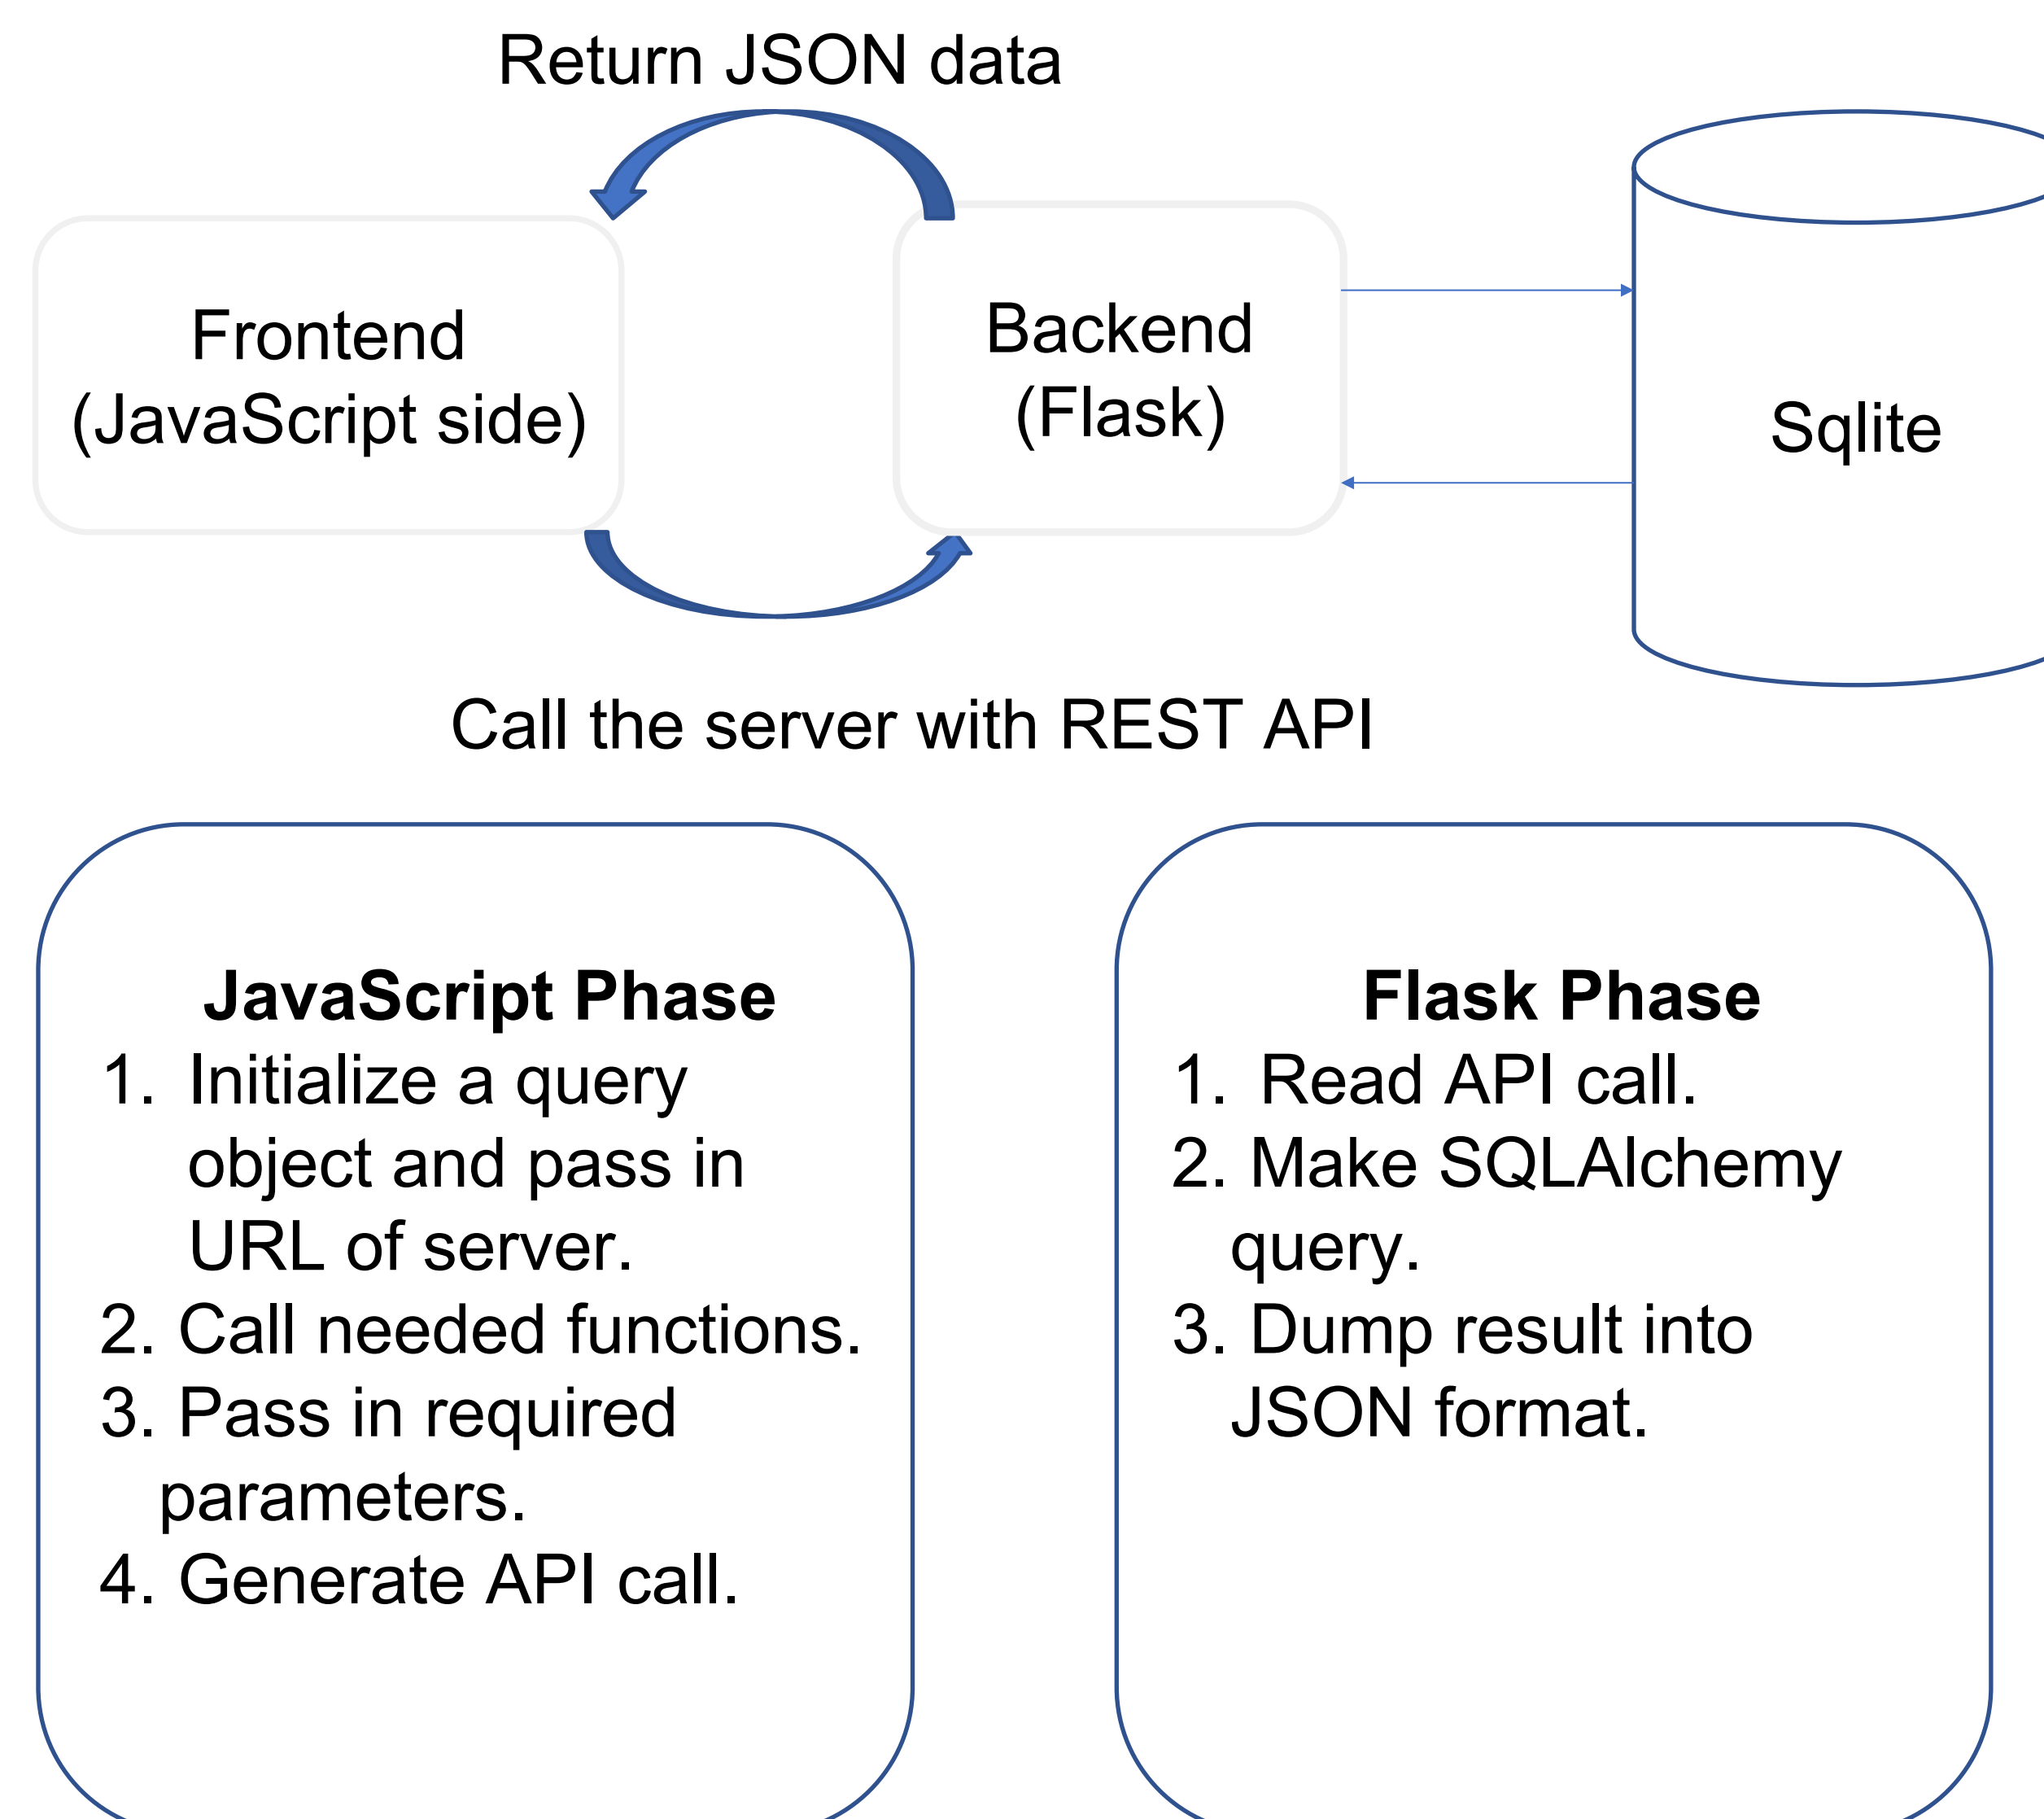 Return JSON data
Frontend
(JavaScript side)
Backend
(Flask)
Sqlite
Call the server with REST API
JavaScript Phase
1. Initialize a query
object and pass in
URL of server.
2. Call needed functions.
3. Pass in required
parameters.
4. Generate API call.
Flask Phase
1. Read API call.
2. Make SQLAlchemy
query.
3. Dump result into
JSON format.